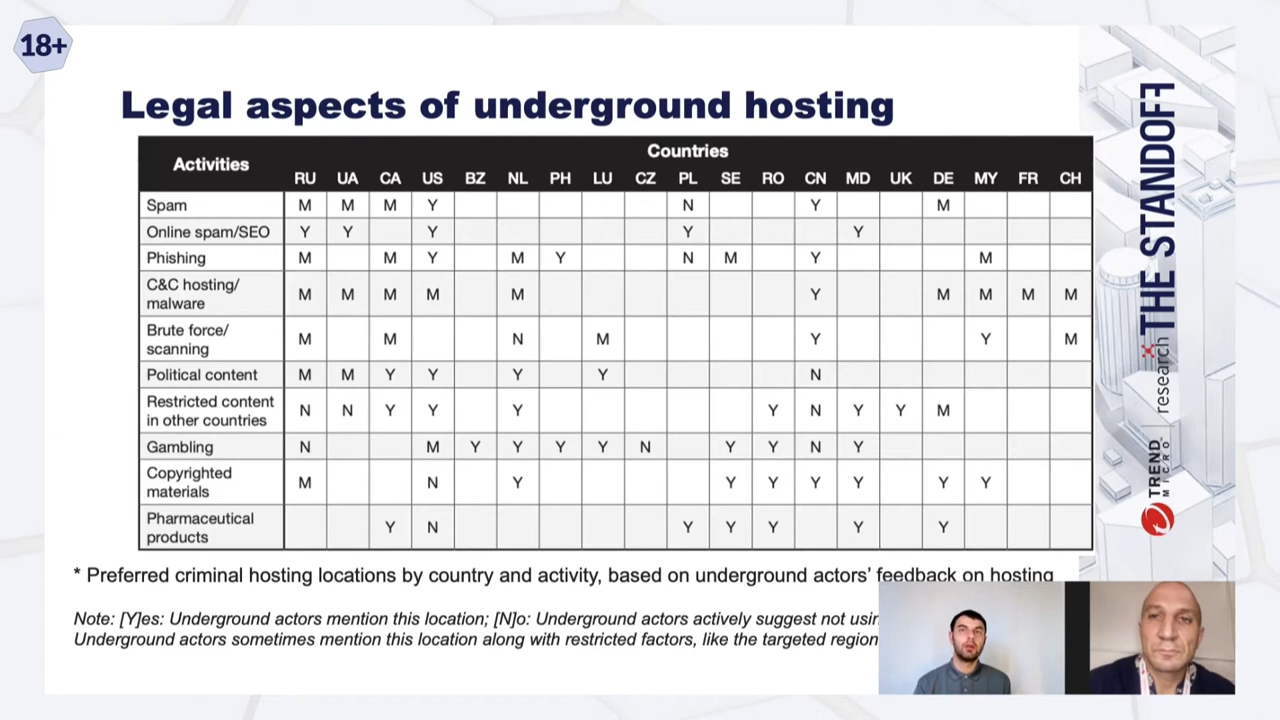 18+
Legal aspects of underground hosting
Activities
Countries
RU UA CA US BZ NL PH LU CZ PL SE RO CN MD UK DE MY FR CH
Spam M M M Y N Y M
Online spam/SEO Y Y Y Y Y
Phishing M M Y M Y N M Y M
C&C hosting/
malware M M M M M Y M M M M
Brute force/
scanning M M N M Y Y M
Political content M M Y Y Y Y N
Restricted content
in other countries N N Y Y Y Y N Y Y M
Gambling N M Y Y Y Y N Y Y N Y
Copyrighted
materials M N Y Y Y Y Y Y Y
Pharmaceutical
products Y N Y Y Y Y Y
* Preferred criminal hosting locations by country and activity, based on underground actors' feedback on hosting
Note: [Y]es: Underground actors mention this location; [N]o: Underground actors actively suggest not
Underground actors sometimes mention this location along with restricted factors, like the targeted region
THE STANDOFF
TREND MICRO™ | research